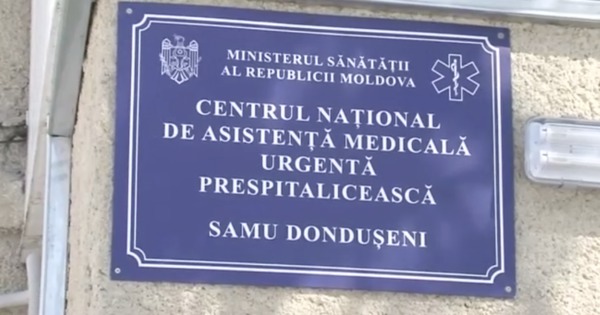 MINISTERUL SĂNĂTĂȚII
AL REPUBLICII MOLDOVA
CENTRUL NAȚIONAL
DE ASISTENȚĂ MEDICALĂ
URGENTĂ
PRESPITALICEASCĂ
SAMU DONDUȘENI